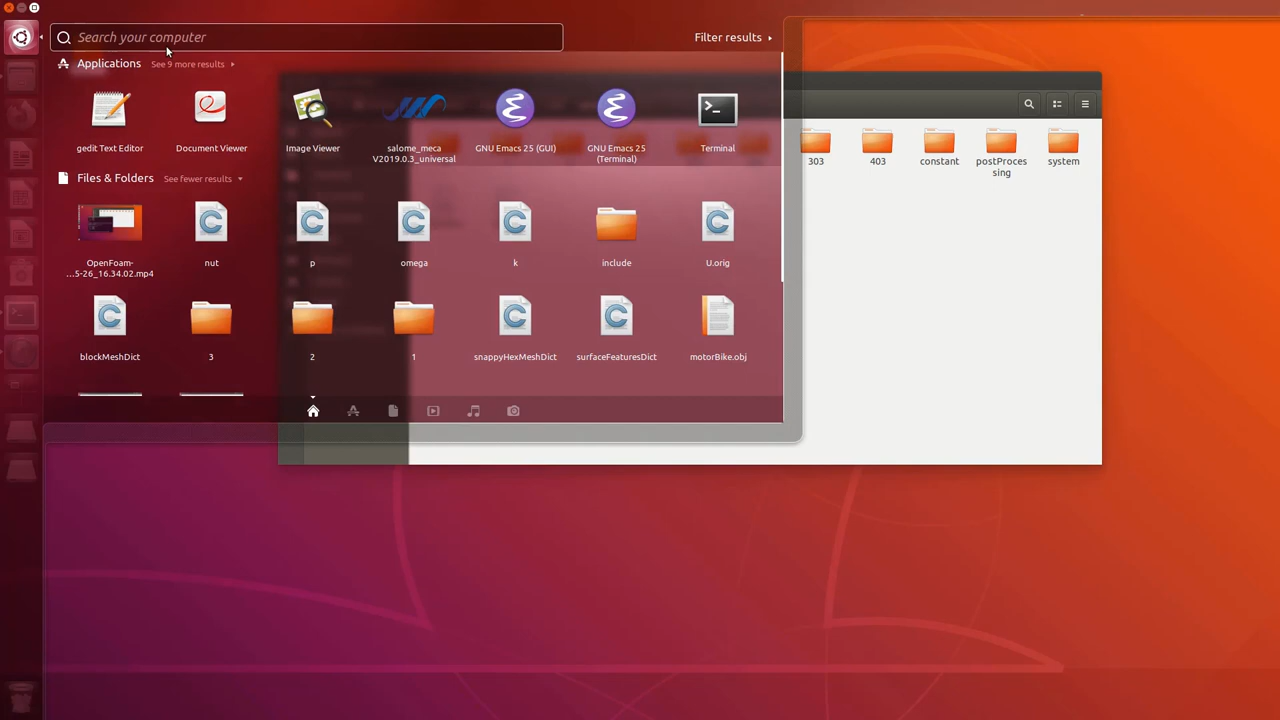 Search your computer
Filter results
Applications
See 9 more results
gedit Text Editor
Document Viewer
Image Viewer
salome_meca
V2019.0.3_universal
GNU Emacs 25 (GUI)
GNU Emacs 25
(Terminal)
Terminal
303
403
constant
postProces
sing
system
Files & Folders
See fewer results
OpenFoam-
...5-26_16.34.02.mp4
nut
p
omega
k
include
U.orig
blockMeshDict
3
2
1
snappyHexMeshDict
surfaceFeaturesDict
motorBike.obj